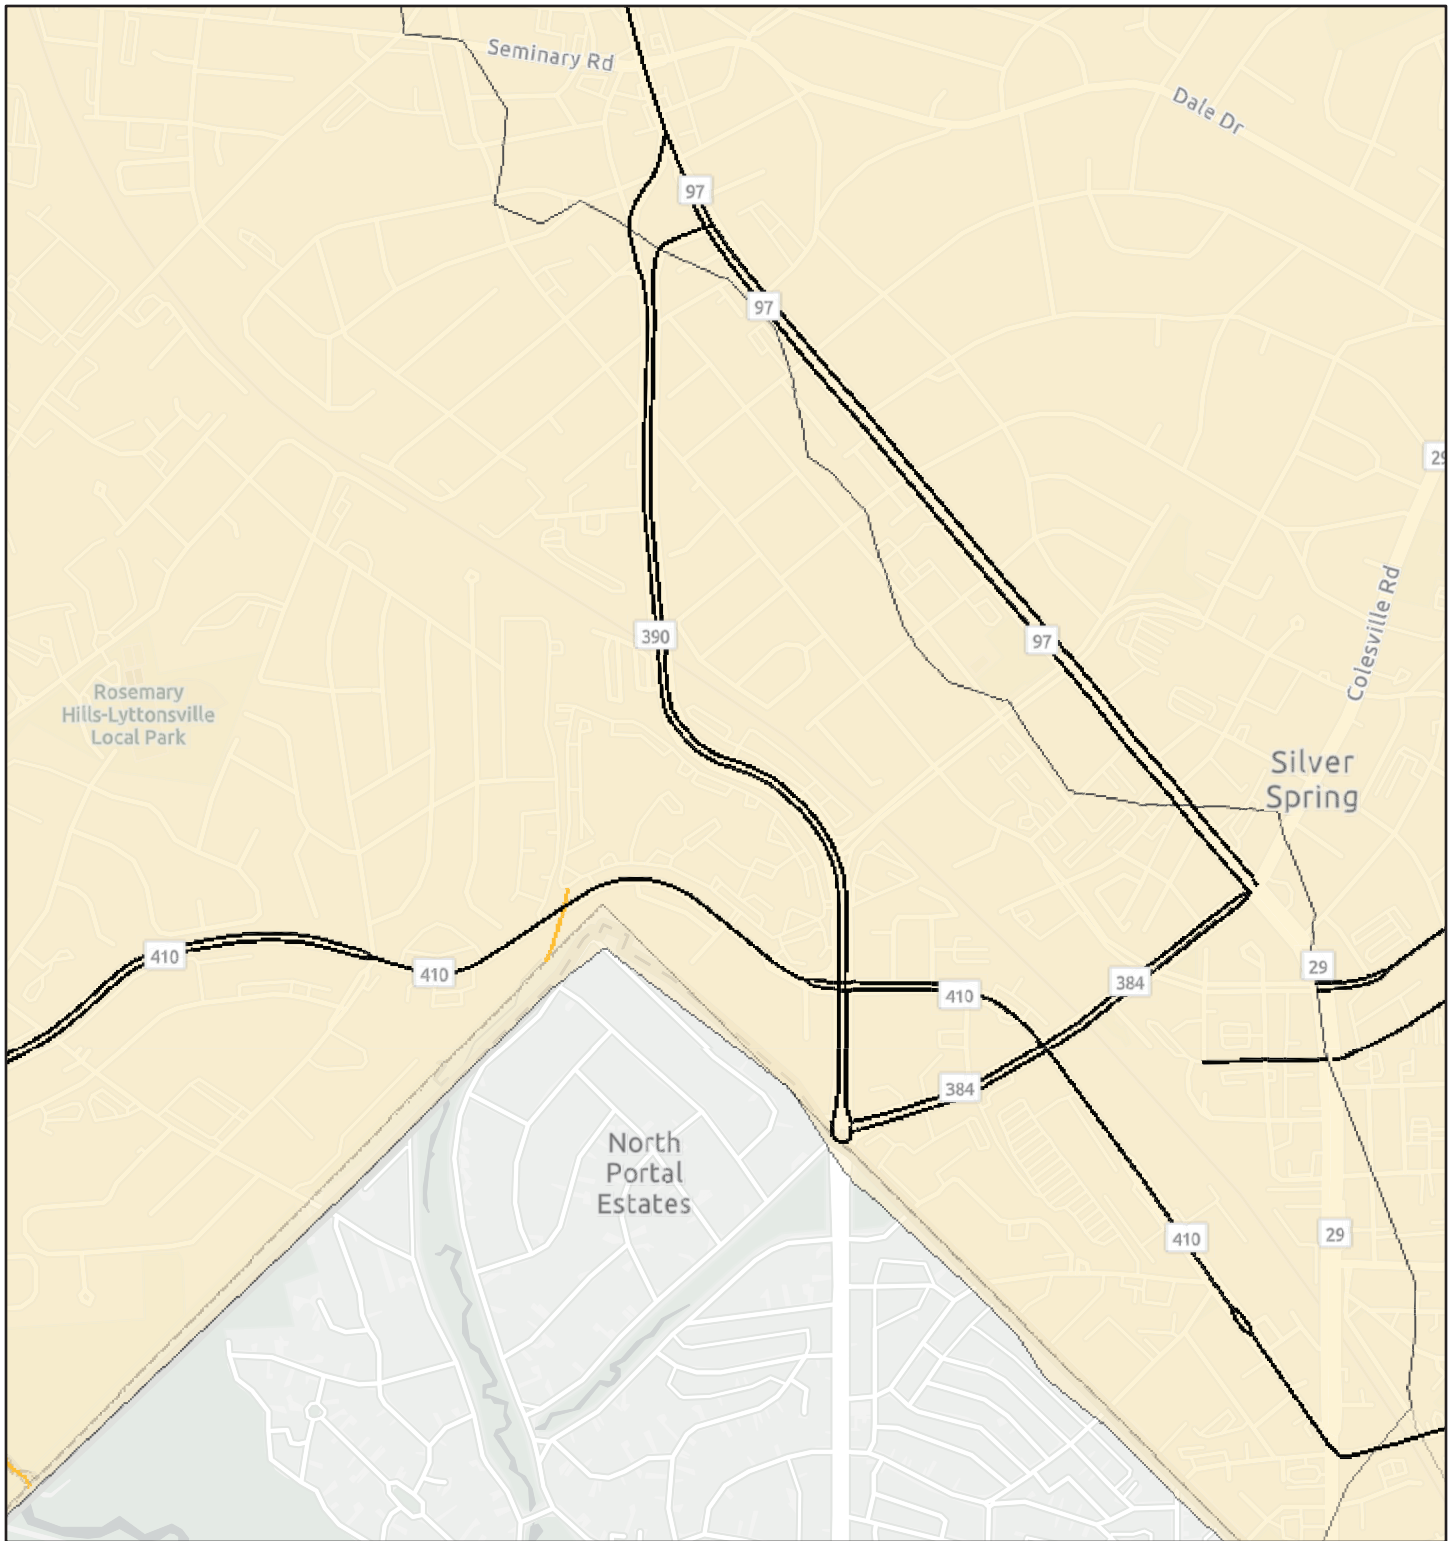 Seminary Rd
Dale Dr
97
97
29
Colesville Rd
390
97
Rosemary
Hills-Lyttonsville
Local Park
Silver
Spring
410
410
29
384
410
384
North
Portal
Estates
410
29